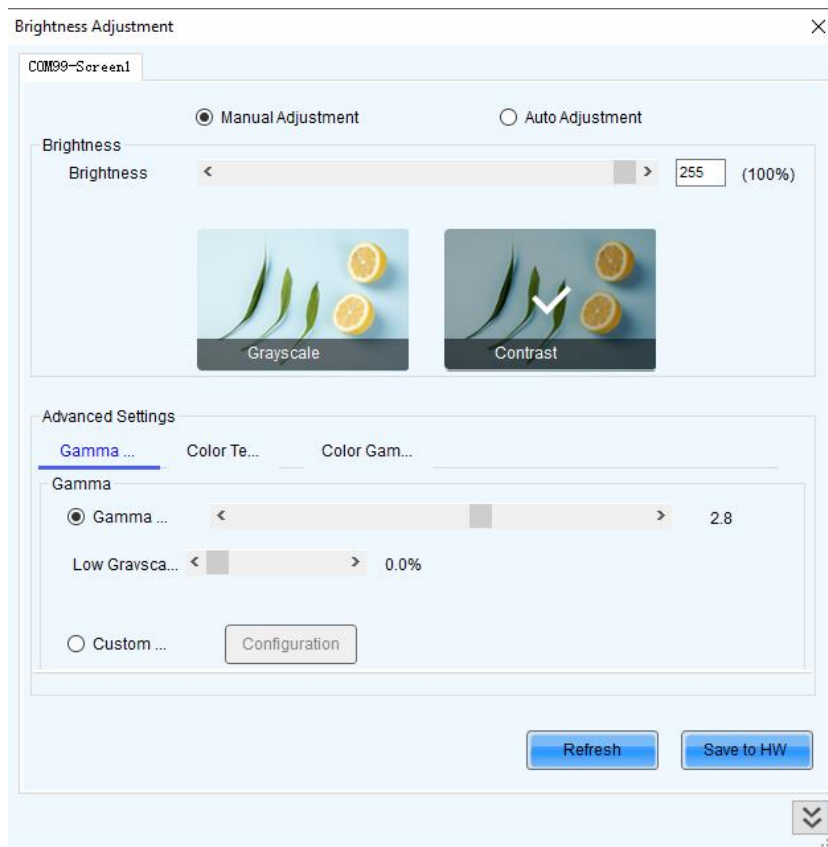 Brightness Adjustment
COM99-Screen1
Manual Adjustment Auto Adjustment
Brightness
Brightness 255 (100%)
Grayscale Contrast
Advanced Settings
Gamma ... Color Te... Color Gam...
Gamma
Gamma ... 2.8
Low Graysca... 0.0%
Custom ... Configuration
Refresh Save to HW